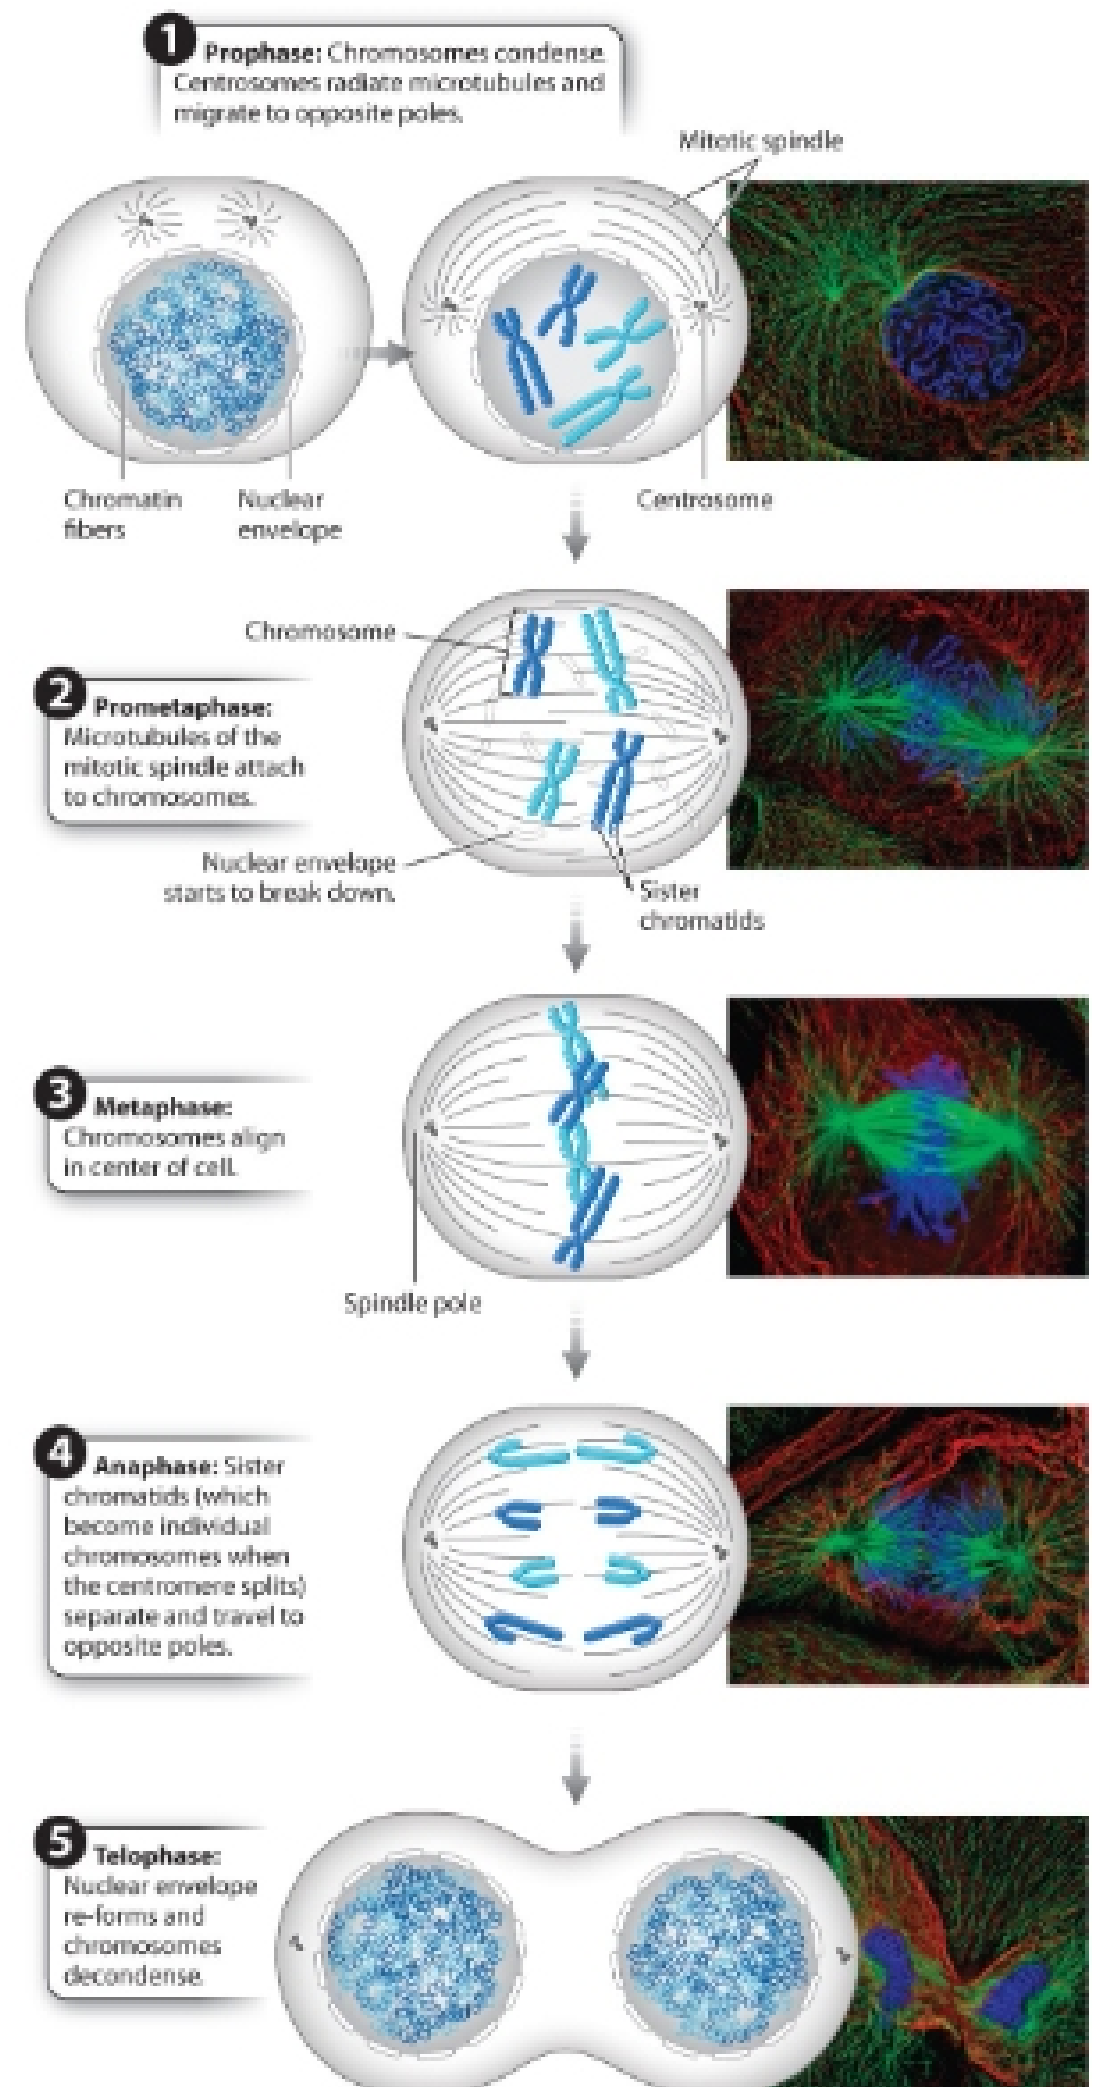 1
Prophase: Chromosomes condense.
Centrosomes radiate microtubules and
migrate to opposite poles.
Mitotic spindle
Chromatin
fibers
Nuclear
envelope
Centrosome
Chromosome
2
Prometaphase:
Microtubules of the
mitotic spindle attach
to chromosomes.
Nuclear envelope
starts to break down.
Sister
chromatids
3
Metaphase:
Chromosomes align
in center of cell.
Spindle pole
4
Anaphase: Sister
chromatids (which
become individual
chromosomes when
the centromere splits)
separate and travel to
opposite poles.
5
Telophase:
Nuclear envelope
re-forms and
chromosomes
decondense.